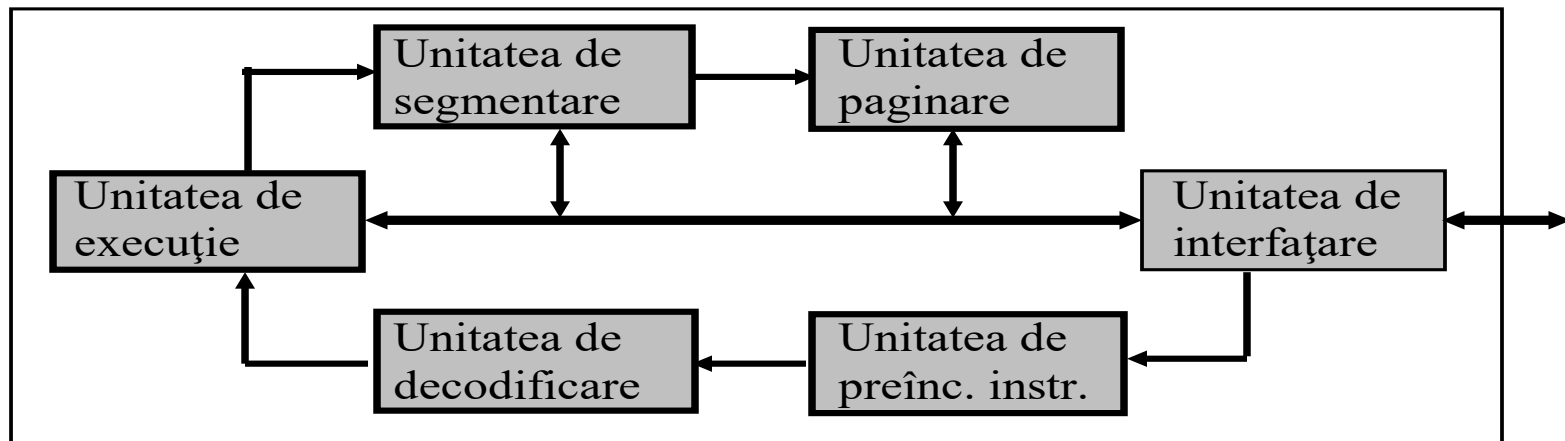 Unitatea de
segmentare
Unitatea de
paginare
Unitatea de
execuţie
Unitatea de
interfaţare
Unitatea de
decodificare
Unitatea de
preînc. instr.